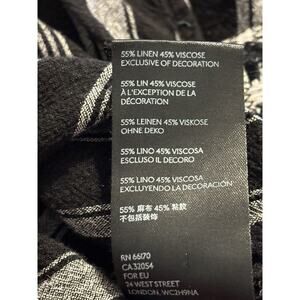 55% LINEN 45% VISCOSE
EXCLUSIVE OF DECORATION
55% LIN 45% VISCOSE
À L'EXCEPTION DE LA
DÉCORATION
55% LEINEN 45% VISKOSE
OHNE DEKO
55% LINO 45% VISCOSA
ESCLUSO IL DECORO
55% LINO 45% VISCOSA
EXCLUYENDO LA DECORACIÓN
55% 麻布 45% 黏胶
不包括装饰
RN 66170
CA 32054
FOR EU
24 WEST STREET
LONDON, WC2H9NA